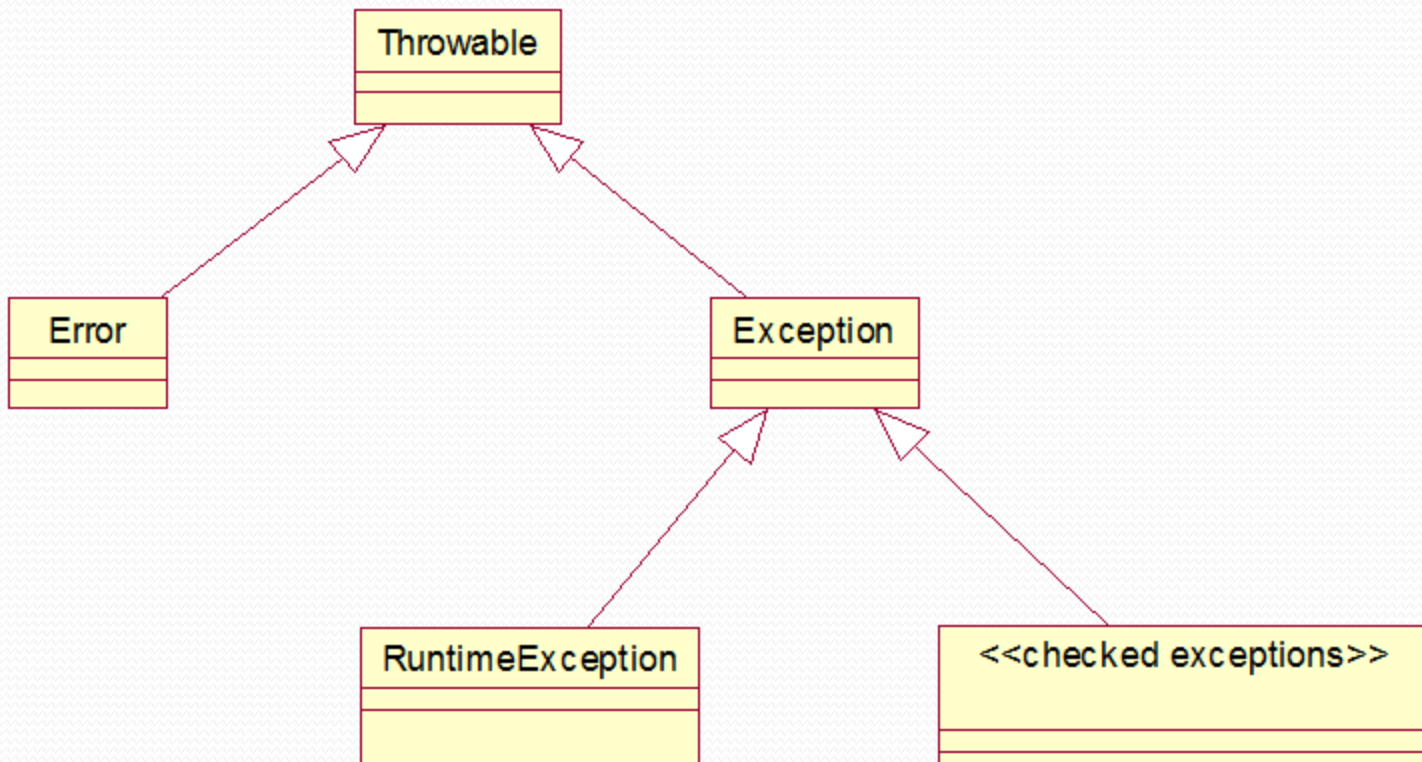 Throwable
Error
Exception
RuntimeException
<<checked exceptions>>